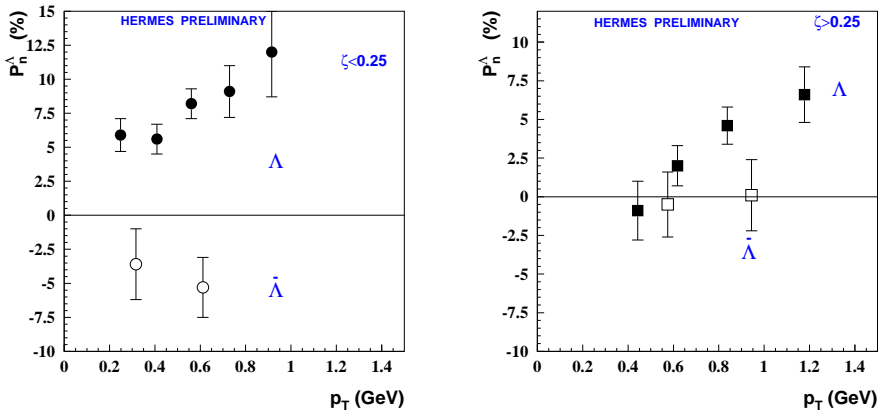 HERMES PRELIMINARY
ζ<0.25
P_n^Λ (%)
15
12.5
10
7.5
5
2.5
0
-2.5
-5
-7.5
-10
Λ
Λ̄
0 0.2 0.4 0.6 0.8 1 1.2 1.4
p_T (GeV)
HERMES PRELIMINARY
ζ>0.25
P_n^Λ (%)
10
7.5
5
2.5
0
-2.5
-5
-7.5
-10
Λ
Λ̄
0 0.2 0.4 0.6 0.8 1 1.2 1.4
p_T (GeV)